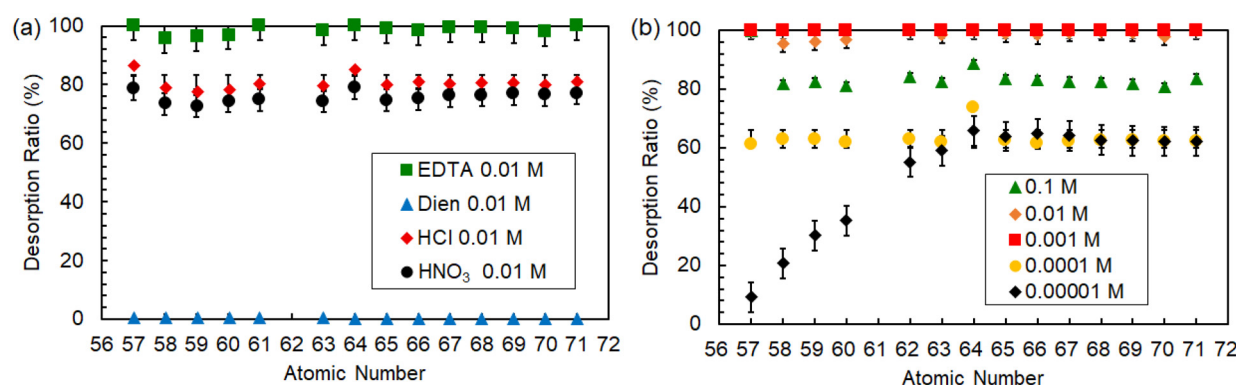 (a)
Desorption Ratio (%)
100
80
60
40
20
0
EDTA 0.01 M
Dien 0.01 M
HCl 0.01 M
HNO₃ 0.01 M
56 57 58 59 60 61 62 63 64 65 66 67 68 69 70 71 72
Atomic Number
(b)
Desorption Ratio (%)
100
80
60
40
20
0
0.1 M
0.01 M
0.001 M
0.0001 M
0.00001 M
56 57 58 59 60 61 62 63 64 65 66 67 68 69 70 71 72
Atomic Number